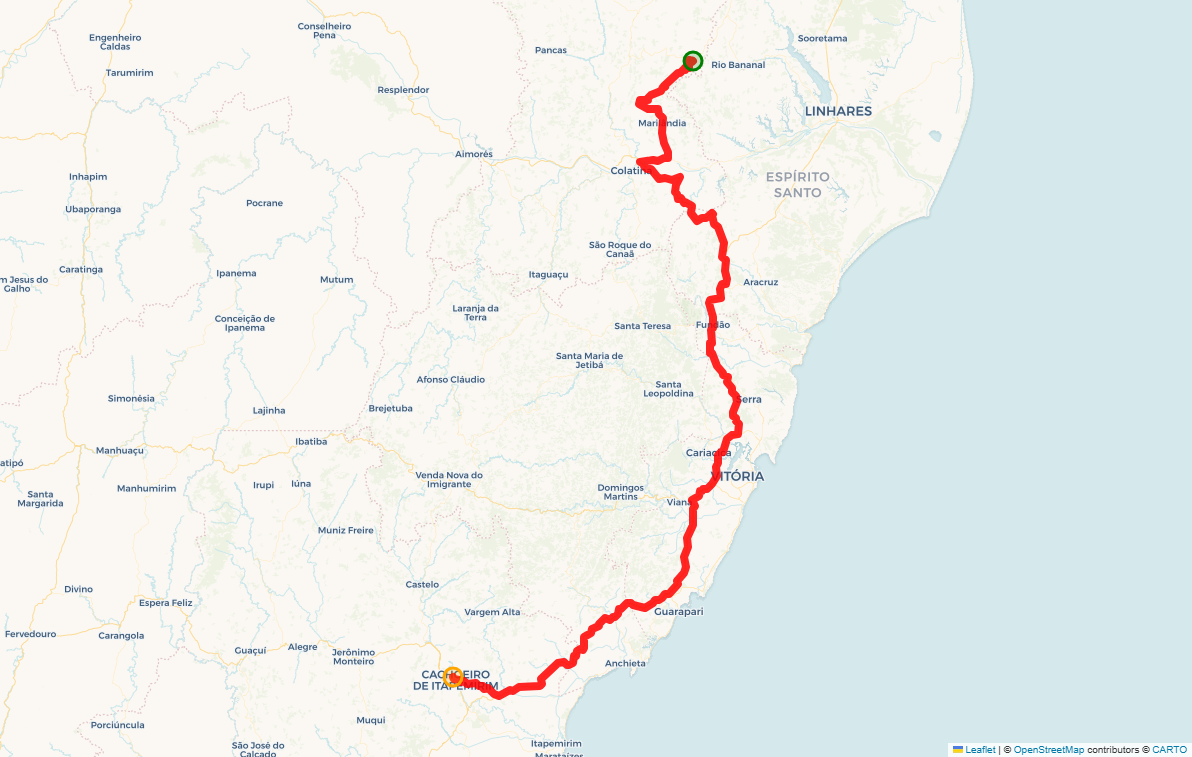 Conselheiro
Pena
Engenheiro
Caldas
Sooretama
Pancas
Rio Bananal
Tarumirim
Resplendor
LINHARES
Marilândia
Aimorés
Colatina
Inhapim
ESPÍRITO
SANTO
Pocrane
Ubaporanga
São Roque do
Canaã
Caratinga
Ipanema
Itaguaçu
m Jesus do
Galho
Mutum
Aracruz
Laranja da
Terra
Conceição de
Ipanema
Santa Teresa
Fundão
Santa Maria de
Jetibá
Afonso Cláudio
Santa
Leopoldina
Simonésia
Serra
Lajinha
Brejetuba
Ibatiba
Manhuaçu
Cariacica
atipó
Venda Nova do
Imigrante
VITÓRIA
Irupi
Iúna
Manhumirim
Domingos
Martins
Santa
Margarida
Viana
Muniz Freire
Castelo
Divino
Espera Feliz
Vargem Alta
Guarapari
Fervedouro
Carangola
Alegre
Guaçuí
Jerônimo
Monteiro
Anchieta
CACHOEIRO
DE ITAPEMIRIM
Muqui
Porciúncula
São José do
Calçado
Itapemirim
Marataízes
Leaflet | © OpenStreetMap contributors © CARTO